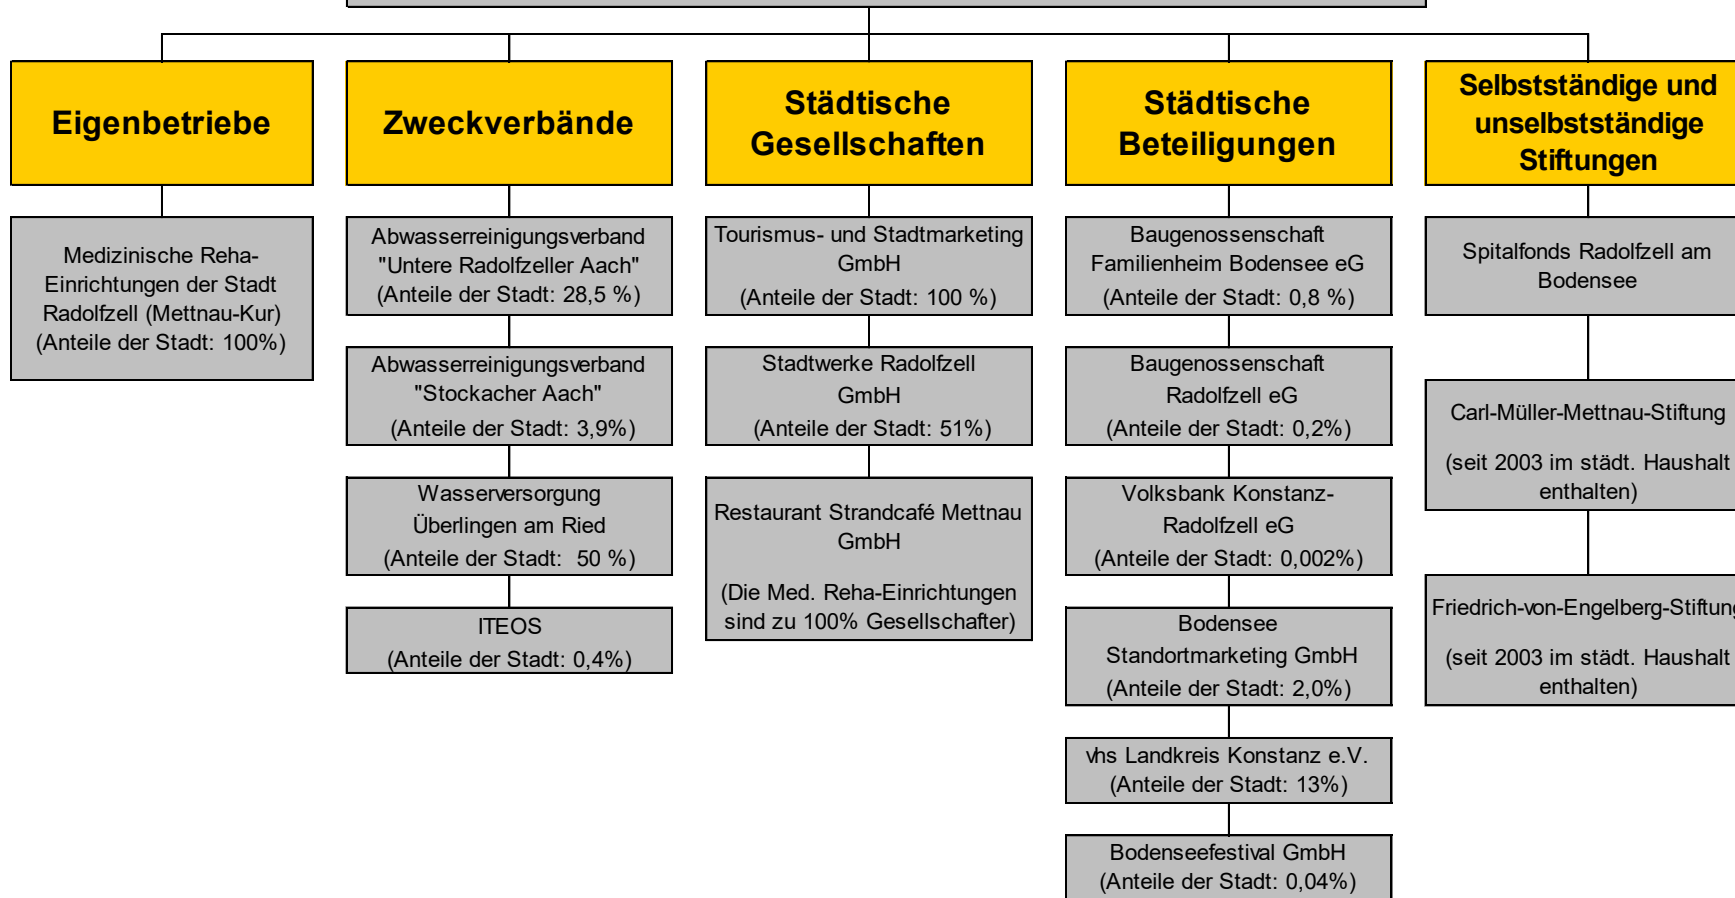 Eigenbetriebe
Medizinische Reha-
Einrichtungen der Stadt
Radolfzell (Mettnau-Kur)
(Anteile der Stadt: 100%)
Zweckverbände
Abwasserreinigungsverband
"Untere Radolfzeller Aach"
(Anteile der Stadt: 28,5 %)
Abwasserreinigungsverband
"Stockacher Aach"
(Anteile der Stadt: 3,9%)
Wasserversorgung
Überlingen am Ried
(Anteile der Stadt:  50 %)
ITEOS
(Anteile der Stadt: 0,4%)
Städtische
Gesellschaften
Tourismus- und Stadtmarketing
GmbH
(Anteile der Stadt: 100 %)
Stadtwerke Radolfzell
GmbH
(Anteile der Stadt: 51%)
Restaurant Strandcafé Mettnau
GmbH
(Die Med. Reha-Einrichtungen
sind zu 100% Gesellschafter)
Städtische
Beteiligungen
Baugenossenschaft
Familienheim Bodensee eG
(Anteile der Stadt: 0,8 %)
Baugenossenschaft
Radolfzell eG
(Anteile der Stadt: 0,2%)
Volksbank Konstanz-
Radolfzell eG
(Anteile der Stadt: 0,002%)
Bodensee
Standortmarketing GmbH
(Anteile der Stadt: 2,0%)
vhs Landkreis Konstanz e.V.
(Anteile der Stadt: 13%)
Bodenseefestival GmbH
(Anteile der Stadt: 0,04%)
Selbstständige und
unselbstständige
Stiftungen
Spitalfonds Radolfzell am
Bodensee
Carl-Müller-Mettnau-Stiftung
(seit 2003 im städt. Haushalt
enthalten)
Friedrich-von-Engelberg-Stiftung
(seit 2003 im städt. Haushalt
enthalten)